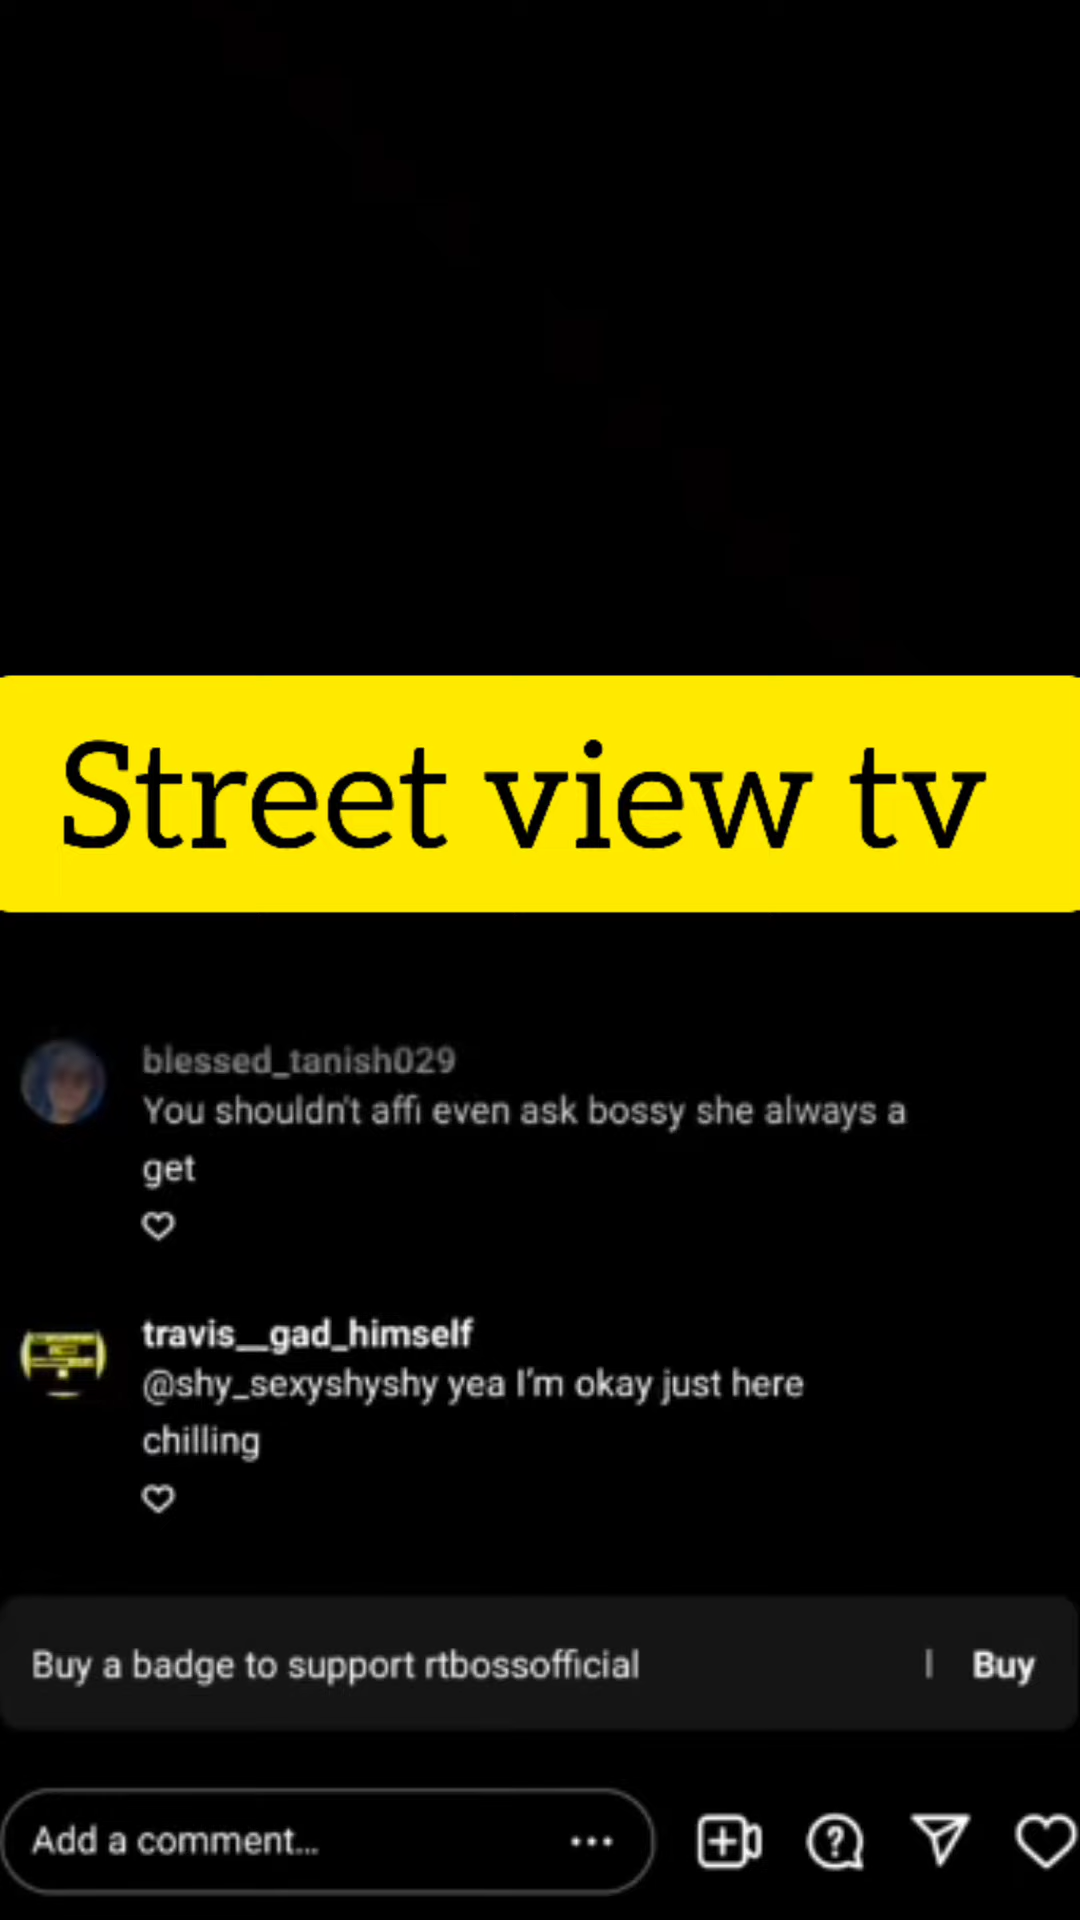 Street view tv
blessed_tanish029
You shouldn't affi even ask bossy she always a
get
travis__gad_himself
@shy_sexyshyshy yea I'm okay just here
chilling
Buy a badge to support rtbossofficial | Buy
Add a comment...